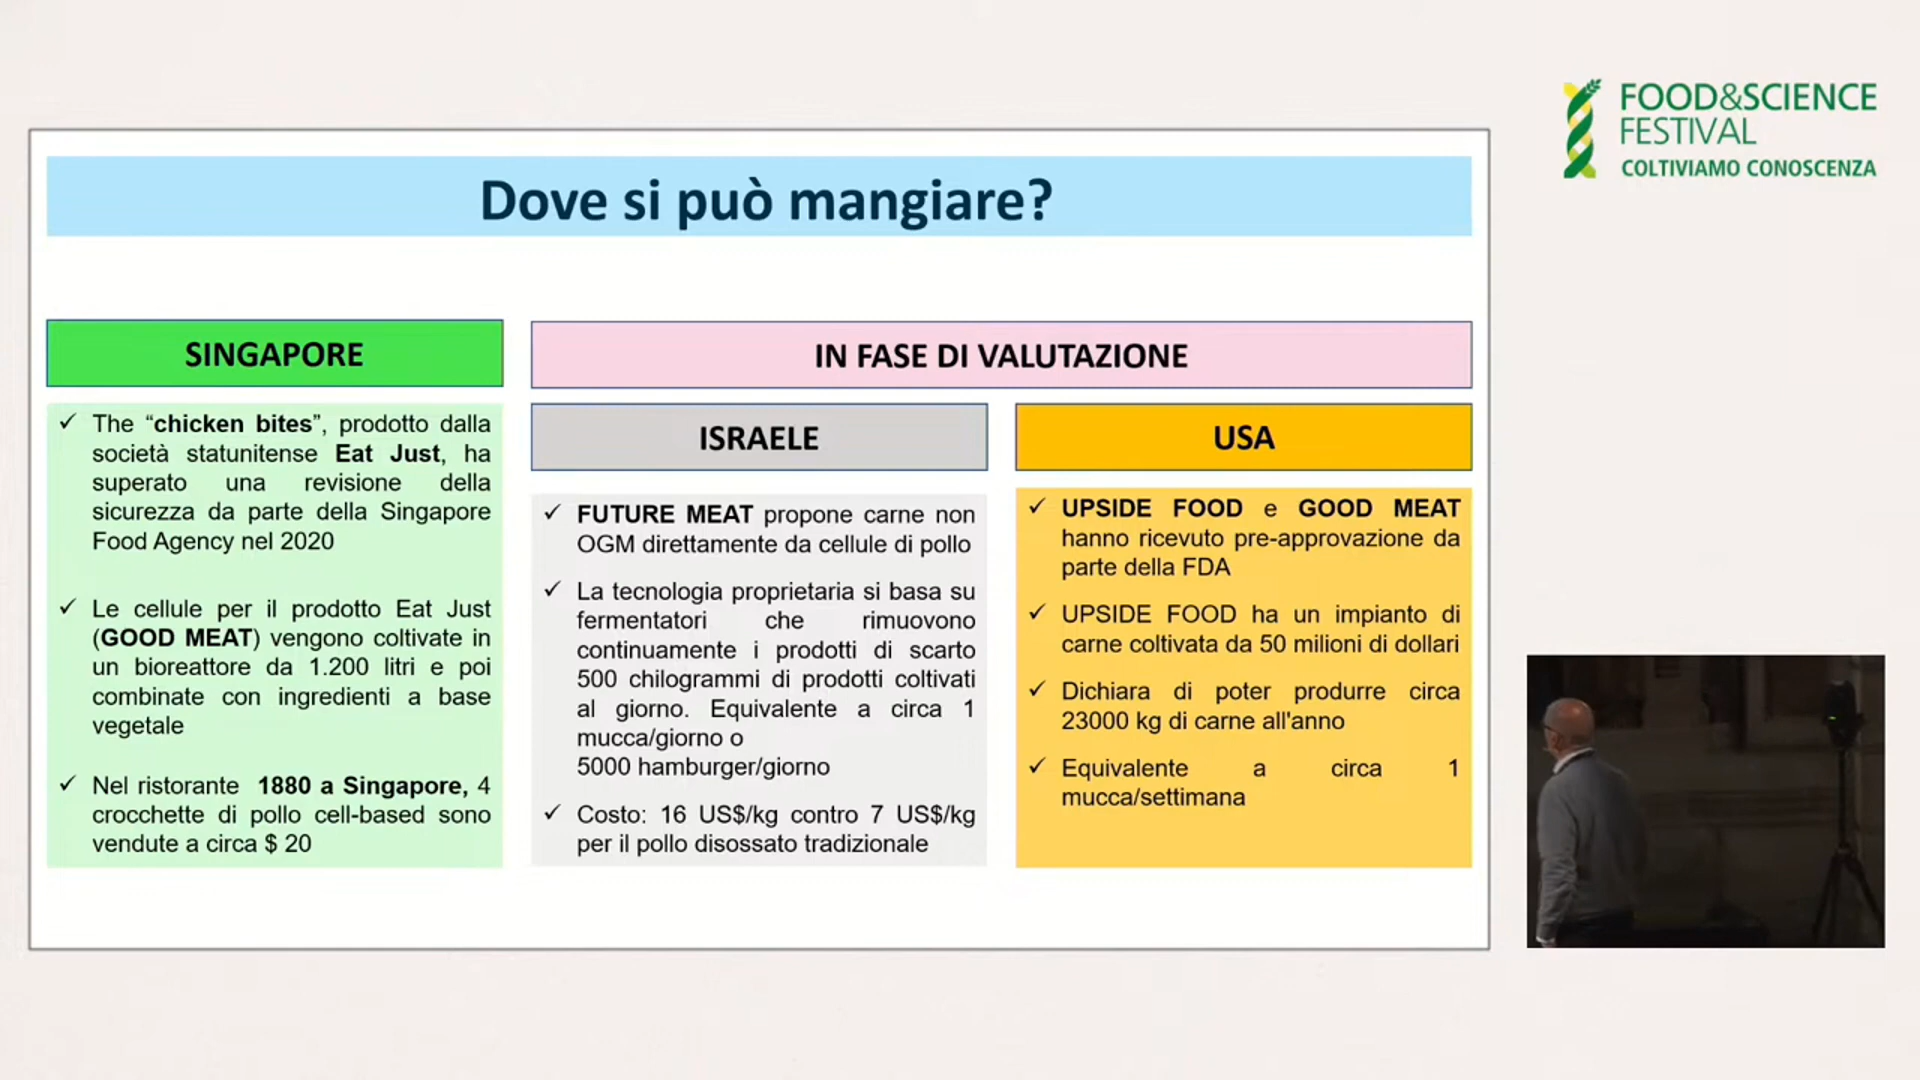 FOOD&SCIENCE
FESTIVAL
COLTIVIAMO CONOSCENZA
Dove si può mangiare?
SINGAPORE
✓ The “chicken bites”, prodotto dalla
società statunitense Eat Just, ha
superato una revisione della
sicurezza da parte della Singapore
Food Agency nel 2020
✓ Le cellule per il prodotto Eat Just
(GOOD MEAT) vengono coltivate in
un bioreattore da 1.200 litri e poi
combinate con ingredienti a base
vegetale
✓ Nel ristorante 1880 a Singapore, 4
crocchette di pollo cell-based sono
vendute a circa $ 20
IN FASE DI VALUTAZIONE
ISRAELE
✓ FUTURE MEAT propone carne non
OGM direttamente da cellule di pollo
✓ La tecnologia proprietaria si basa su
fermentatori che rimuovono
continuamente i prodotti di scarto
500 chilogrammi di prodotti coltivati
al giorno. Equivalente a circa 1
mucca/giorno o
5000 hamburger/giorno
✓ Costo: 16 US$/kg contro 7 US$/kg
per il pollo disossato tradizionale
USA
✓ UPSIDE FOOD e GOOD MEAT
hanno ricevuto pre-approvazione da
parte della FDA
✓ UPSIDE FOOD ha un impianto di
carne coltivata da 50 milioni di dollari
✓ Dichiara di poter produrre circa
23000 kg di carne all'anno
✓ Equivalente a circa 1
mucca/settimana